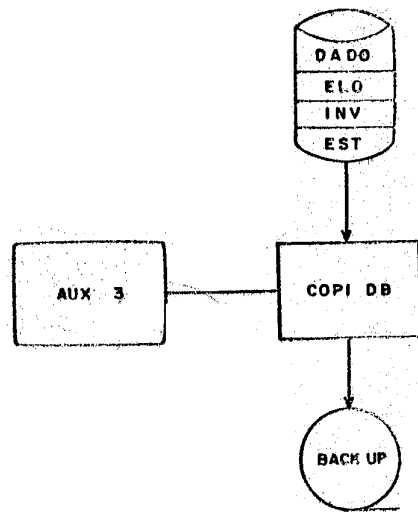 DADO
ELO
INV
EST
AUX 3
COPI DB
BACK UP